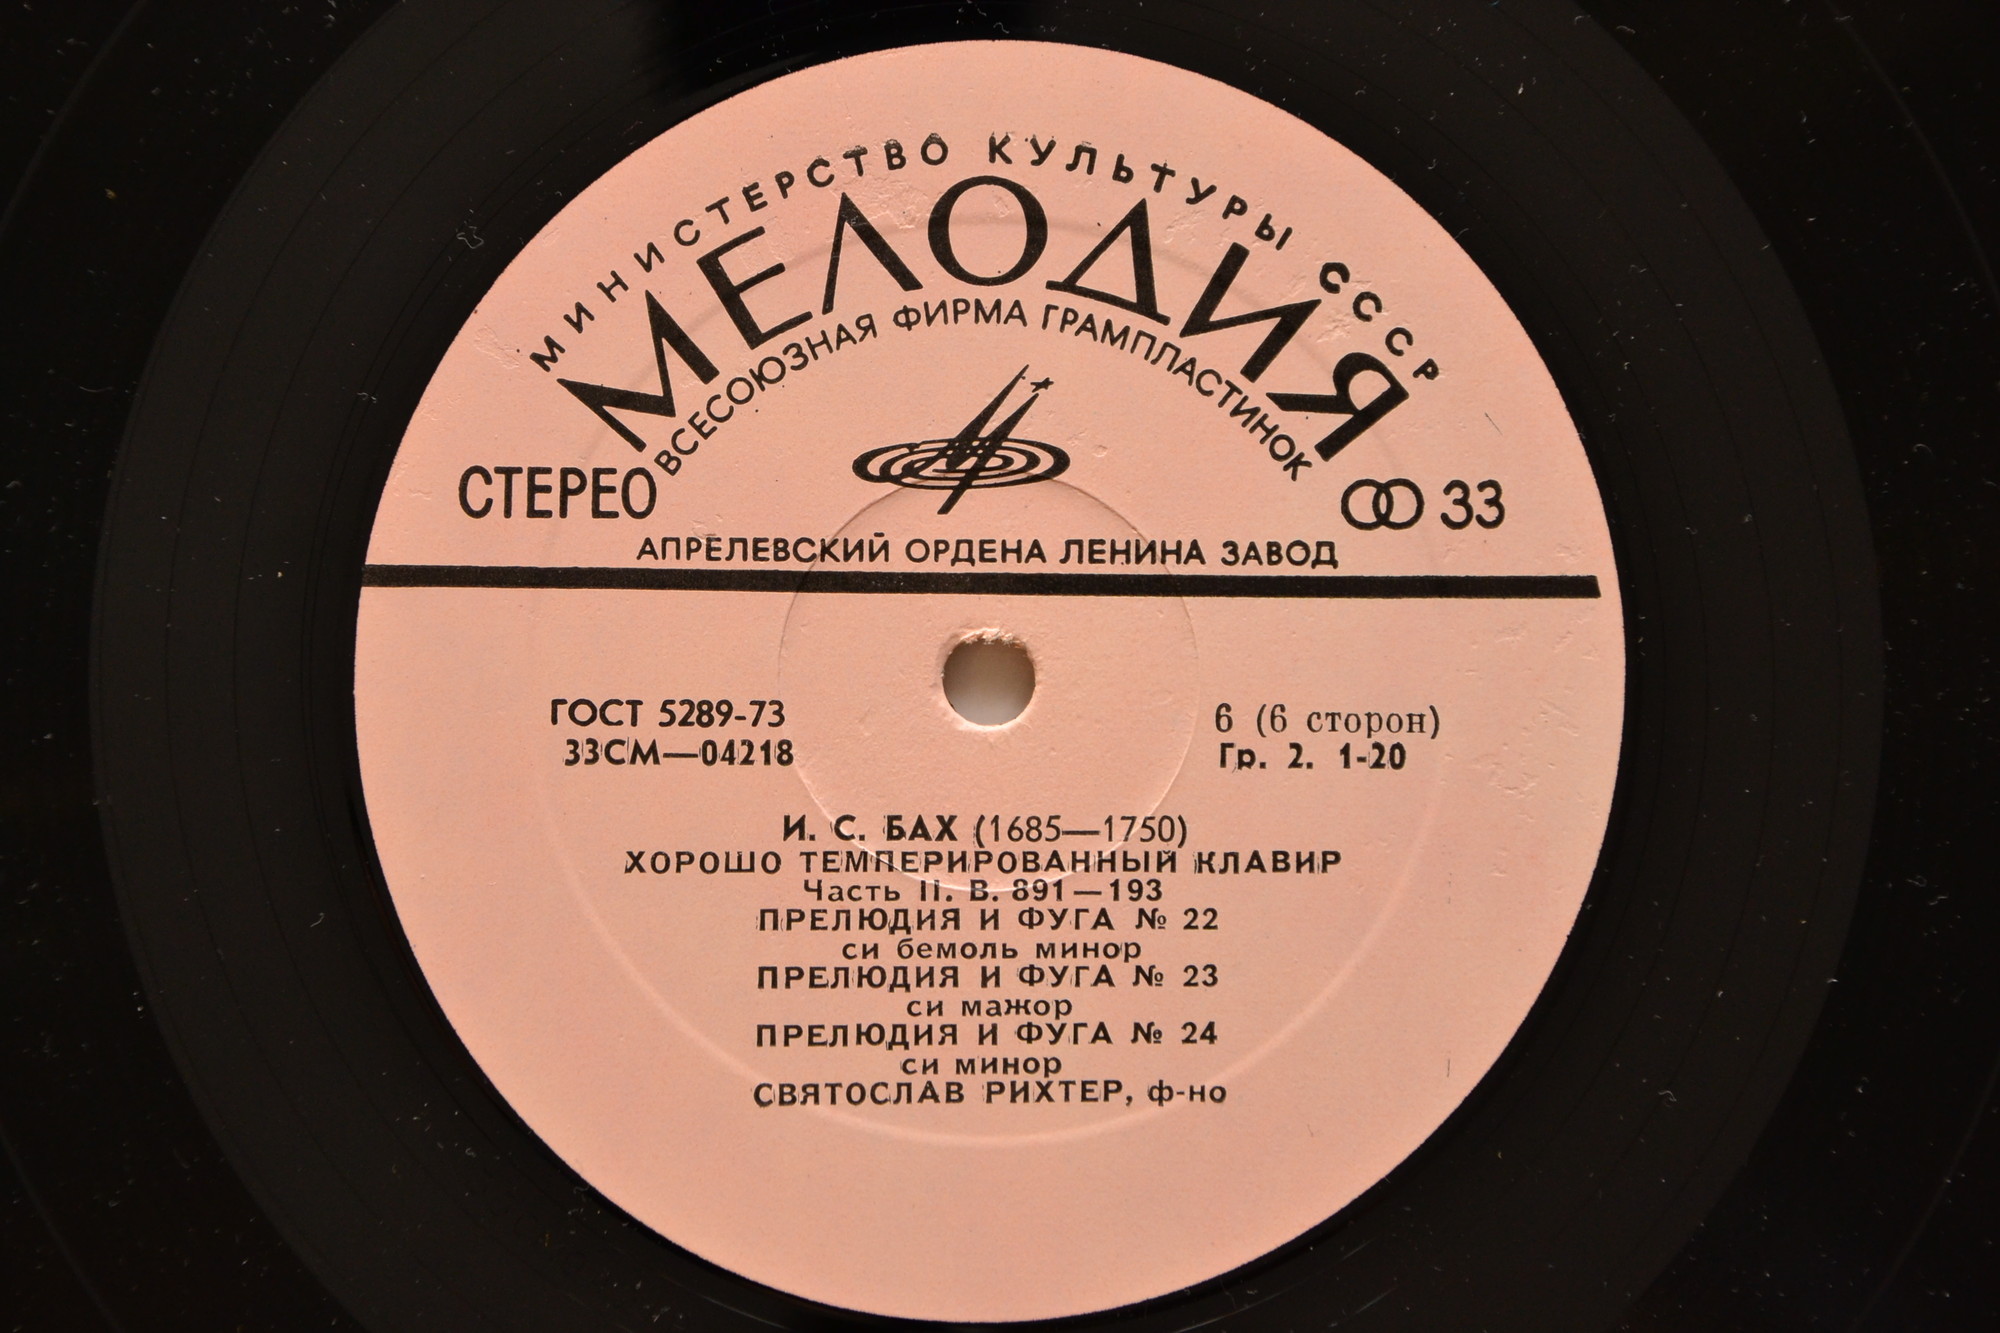 МИНИСТЕРСТВО КУЛЬТУРЫ СССР
МЕЛОДИЯ
ВСЕСОЮЗНАЯ ФИРМА ГРАМПЛАСТИНОК
СТЕРЕО
33
АПРЕЛЕВСКИЙ ОРДЕНА ЛЕНИНА ЗАВОД
ГОСТ 5289-73
6 (6 сторон)
33СМ—04218
Гр. 2. 1-20
И. С. БАХ (1685—1750)
ХОРОШО ТЕМПЕРИРОВАННЫЙ КЛАВИР
Часть II. В. 891—193
ПРЕЛЮДИЯ И ФУГА № 22
си бемоль минор
ПРЕЛЮДИЯ И ФУГА № 23
си мажор
ПРЕЛЮДИЯ И ФУГА № 24
си минор
СВЯТОСЛАВ РИХТЕР, ф-но